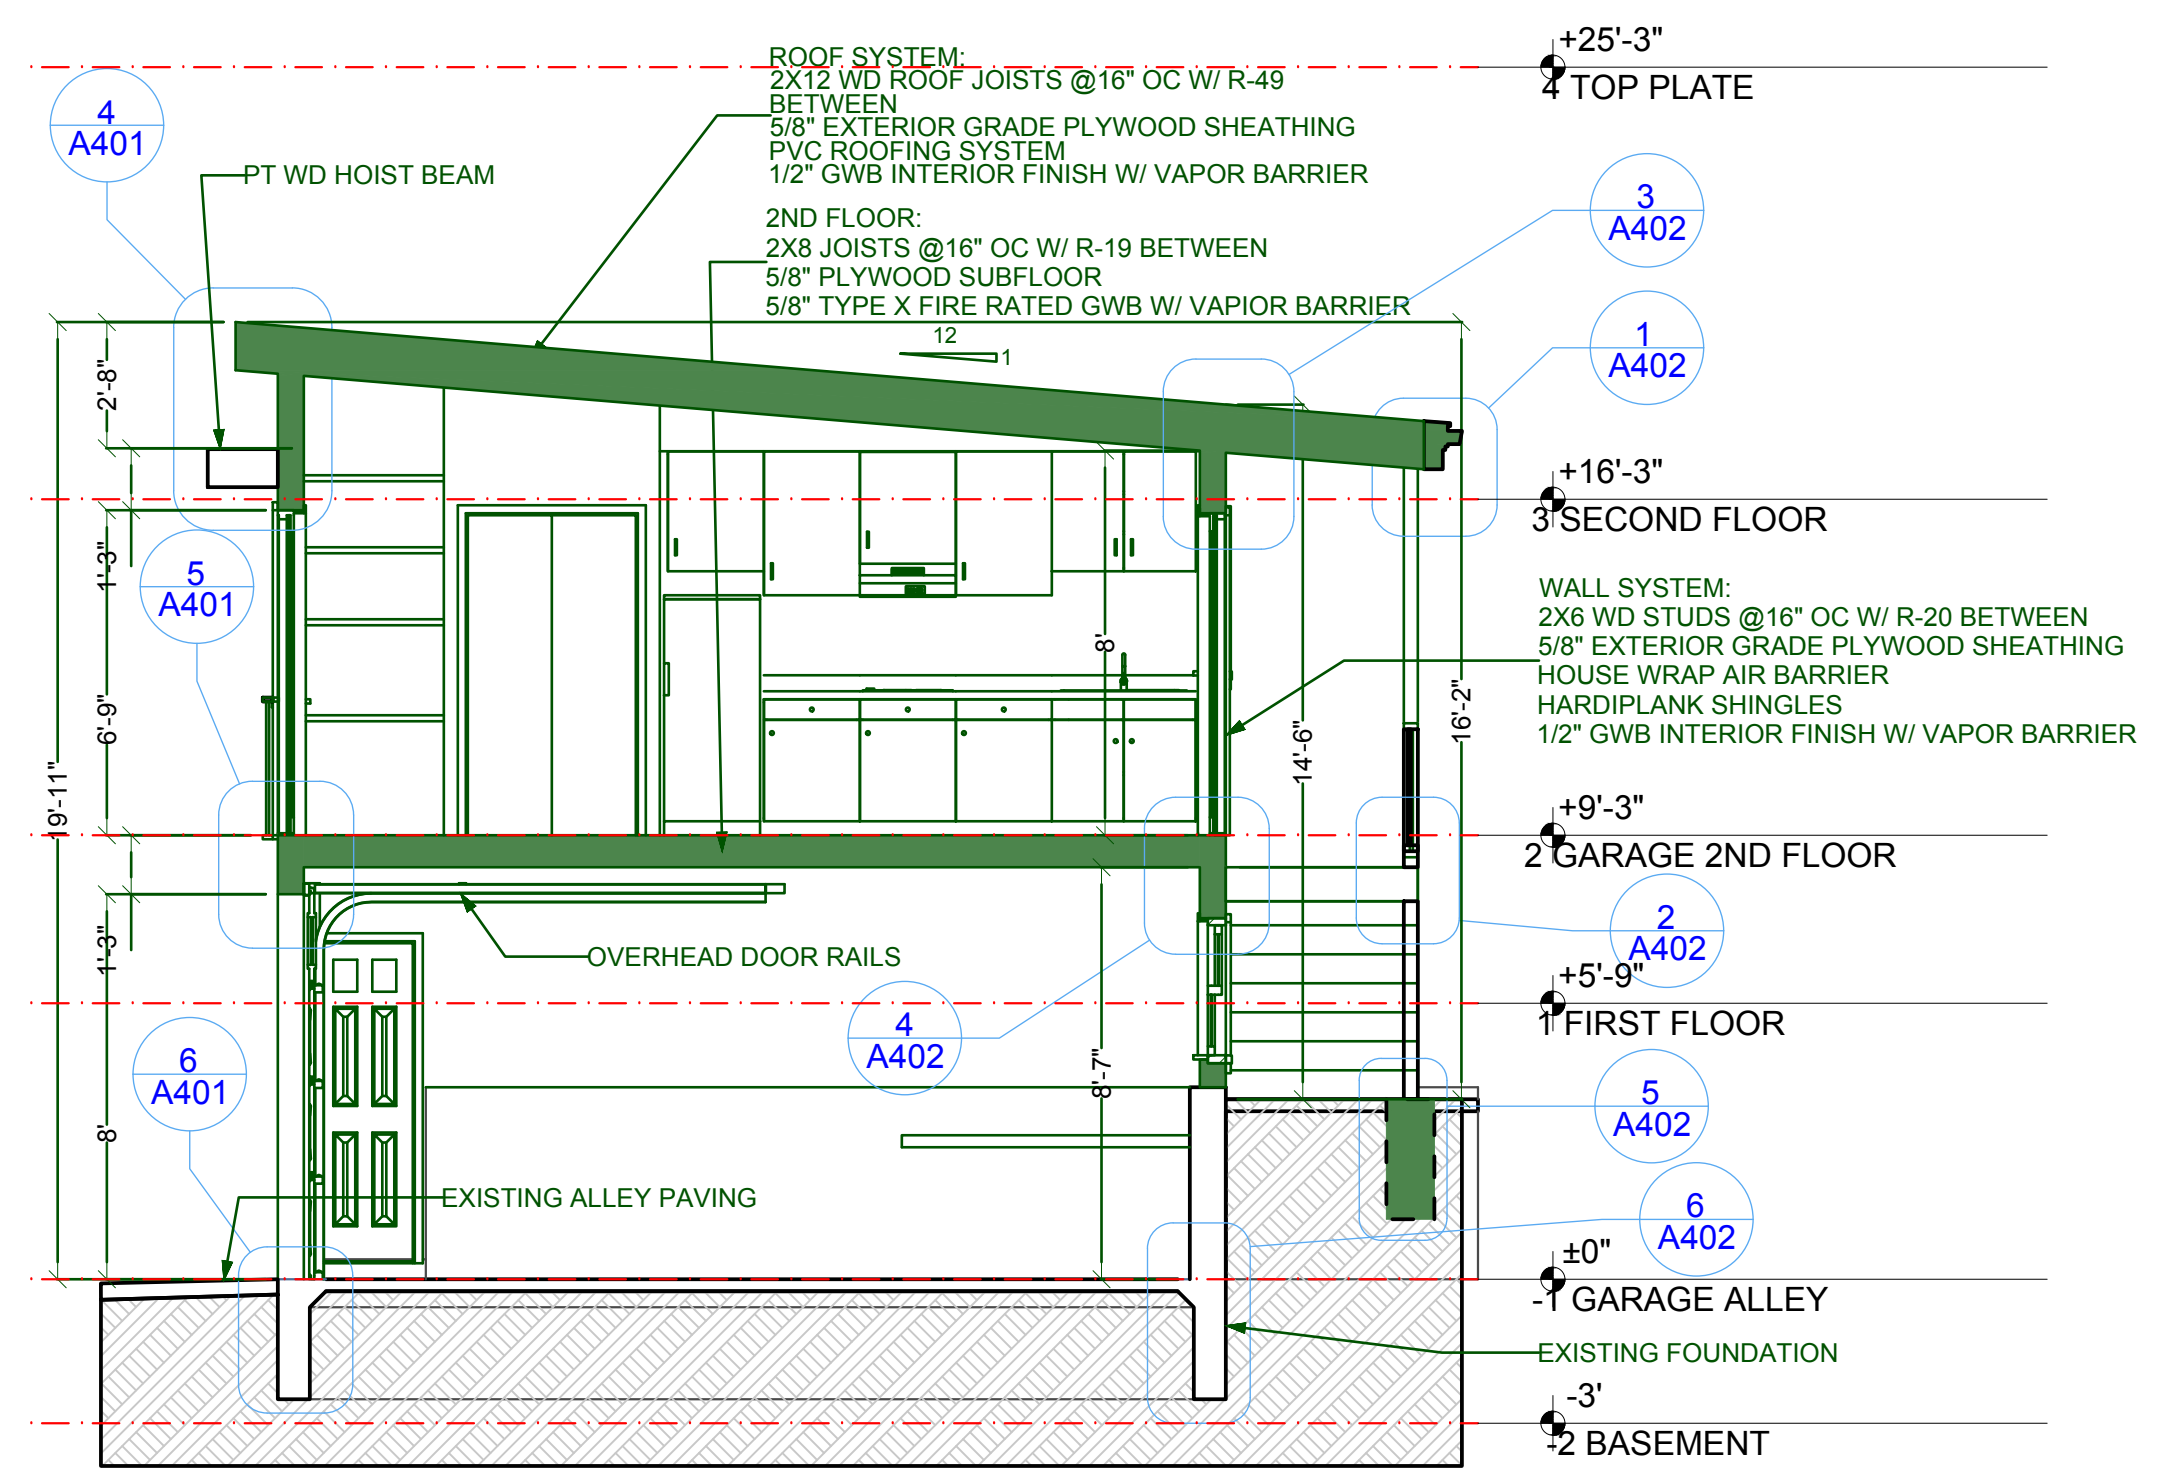 +25'-3"
4 TOP PLATE
ROOF SYSTEM:
2X12 WD ROOF JOISTS @16" OC W/ R-49
BETWEEN
5/8" EXTERIOR GRADE PLYWOOD SHEATHING
PVC ROOFING SYSTEM
1/2" GWB INTERIOR FINISH W/ VAPOR BARRIER
4
A401
PT WD HOIST BEAM
2ND FLOOR:
2X8 JOISTS @16" OC W/ R-19 BETWEEN
5/8" PLYWOOD SUBFLOOR
5/8" TYPE X FIRE RATED GWB W/ VAPIOR BARRIER
3
A402
1
A402
12
1
2'-8"
+16'-3"
3 SECOND FLOOR
1'-3"
5
A401
WALL SYSTEM:
2X6 WD STUDS @16" OC W/ R-20 BETWEEN
5/8" EXTERIOR GRADE PLYWOOD SHEATHING
HOUSE WRAP AIR BARRIER
HARDIPLANK SHINGLES
1/2" GWB INTERIOR FINISH W/ VAPOR BARRIER
8'
6'-9"
16'-2"
14'-6"
19'-11"
+9'-3"
2 GARAGE 2ND FLOOR
2
A402
1'-3"
OVERHEAD DOOR RAILS
+5'-9"
1 FIRST FLOOR
4
A402
6
A401
8'-7"
5
A402
8'
EXISTING ALLEY PAVING
6
A402
±0"
-1 GARAGE ALLEY
EXISTING FOUNDATION
-3'
-2 BASEMENT